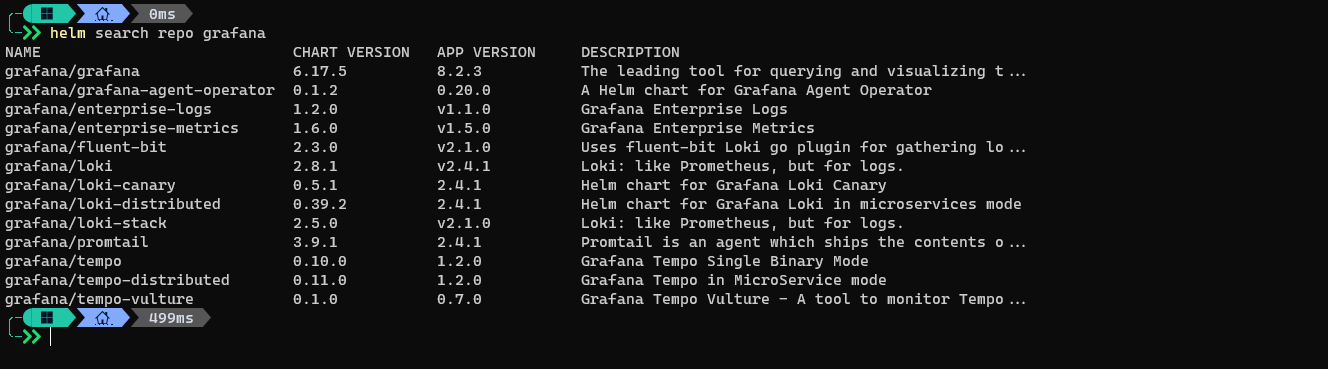 0ms
helm search repo grafana
NAME CHART VERSION APP VERSION DESCRIPTION
grafana/grafana 6.17.5 8.2.3 The leading tool for querying and visualizing t...
grafana/grafana-agent-operator 0.1.2 0.20.0 A Helm chart for Grafana Agent Operator
grafana/enterprise-logs 1.2.0 v1.1.0 Grafana Enterprise Logs
grafana/enterprise-metrics 1.6.0 v1.5.0 Grafana Enterprise Metrics
grafana/fluent-bit 2.3.0 v2.1.0 Uses fluent-bit Loki go plugin for gathering lo...
grafana/loki 2.8.1 v2.4.1 Loki: like Prometheus, but for logs.
grafana/loki-canary 0.5.1 2.4.1 Helm chart for Grafana Loki Canary
grafana/loki-distributed 0.39.2 2.4.1 Helm chart for Grafana Loki in microservices mode
grafana/loki-stack 2.5.0 v2.1.0 Loki: like Prometheus, but for logs.
grafana/promtail 3.9.1 2.4.1 Promtail is an agent which ships the contents o...
grafana/tempo 0.10.0 1.2.0 Grafana Tempo Single Binary Mode
grafana/tempo-distributed 0.11.0 1.2.0 Grafana Tempo in MicroService mode
grafana/tempo-vulture 0.1.0 0.7.0 Grafana Tempo Vulture - A tool to monitor Tempo...
499ms